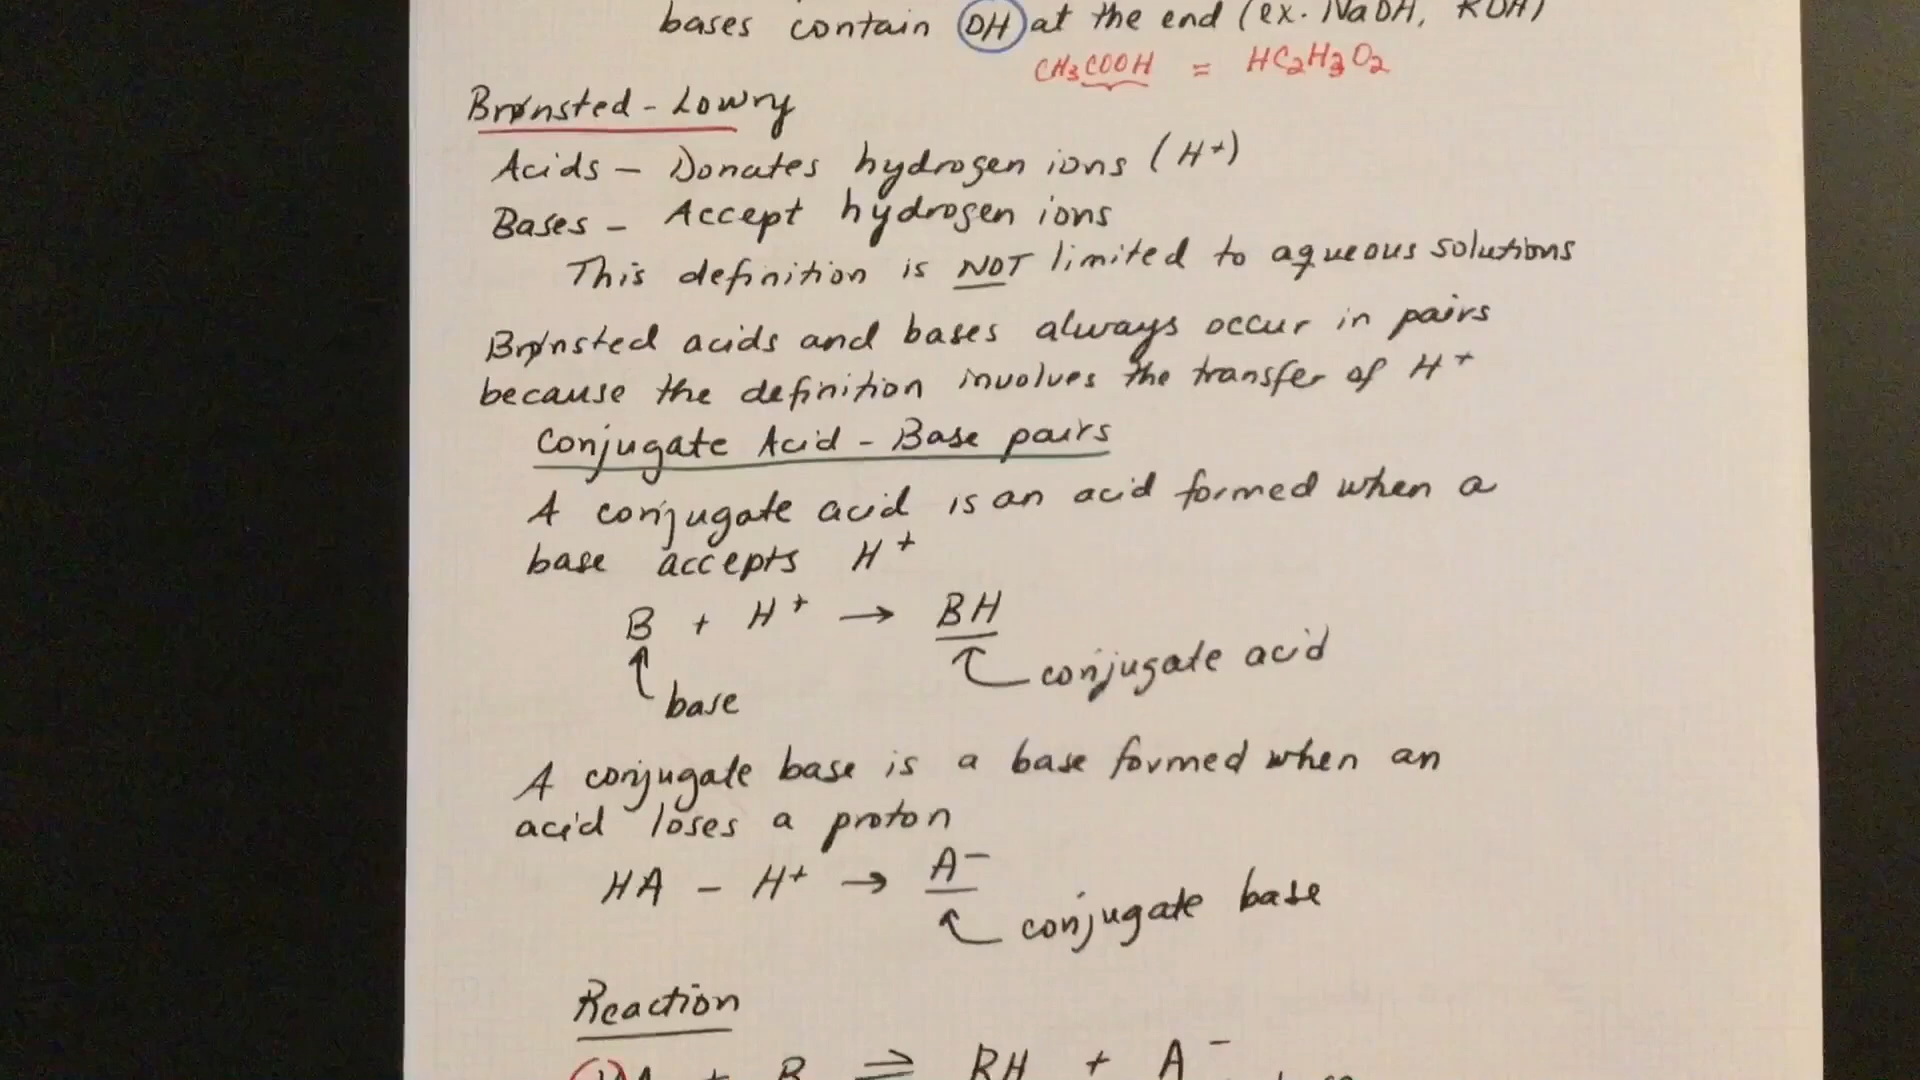 bases contain OH at the end (ex. NaOH, KOH)
CH3COOH = HC2H3O2
Brønsted - Lowry
Acids - Donates hydrogen ions (H+)
Bases - Accept hydrogen ions
This definition is NOT limited to aqueous solutions
Brønsted acids and bases always occur in pairs
because the definition involves the transfer of H+
Conjugate Acid - Base pairs
A conjugate acid is an acid formed when a
base accepts H+
B + H+ → BH
conjugate acid
base
A conjugate base is a base formed when an
acid loses a proton
HA - H+ → A-
conjugate base
Reaction
HA + B ⇌ BH + A-